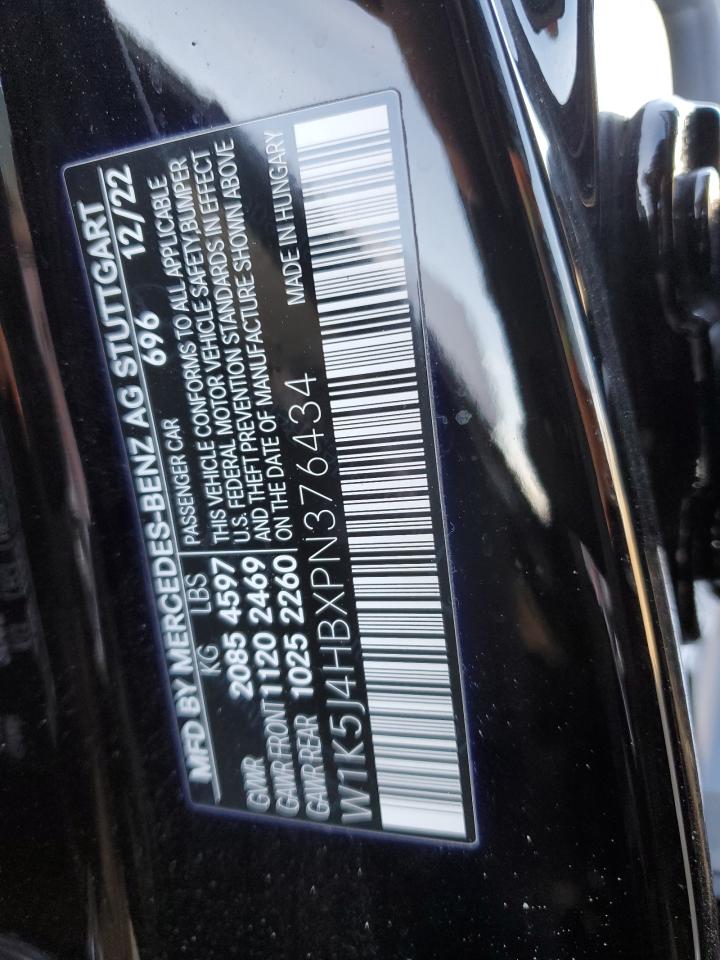 MFD BY MERCEDES-BENZ AG STUTTGART
KG LBS PASSENGER CAR 696 12/22
GVWR 2085 4597 THIS VEHICLE CONFORMS TO ALL APPLICABLE
GAWR FRONT 1120 2469 U.S. FEDERAL MOTOR VEHICLE SAFETY, BUMPER
GAWR REAR 1025 2260 AND THEFT PREVENTION STANDARDS IN EFFECT
ON THE DATE OF MANUFACTURE SHOWN ABOVE
W1K5J4HBXPN376434 MADE IN HUNGARY